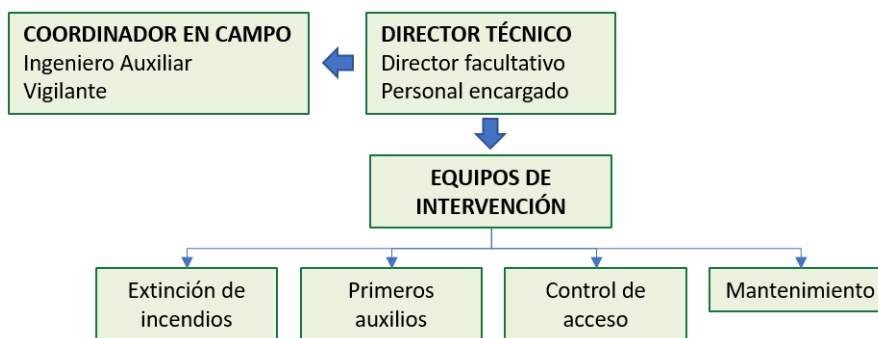 COORDINADOR EN CAMPO
Ingeniero Auxiliar
Vigilante
DIRECTOR TÉCNICO
Director facultativo
Personal encargado
EQUIPOS DE
INTERVENCIÓN
Extinción de
incendios
Primeros
auxilios
Control de
acceso
Mantenimiento